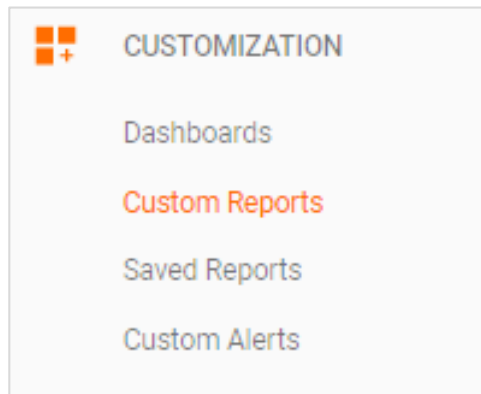 CUSTOMIZATION
Dashboards
Custom Reports
Saved Reports
Custom Alerts